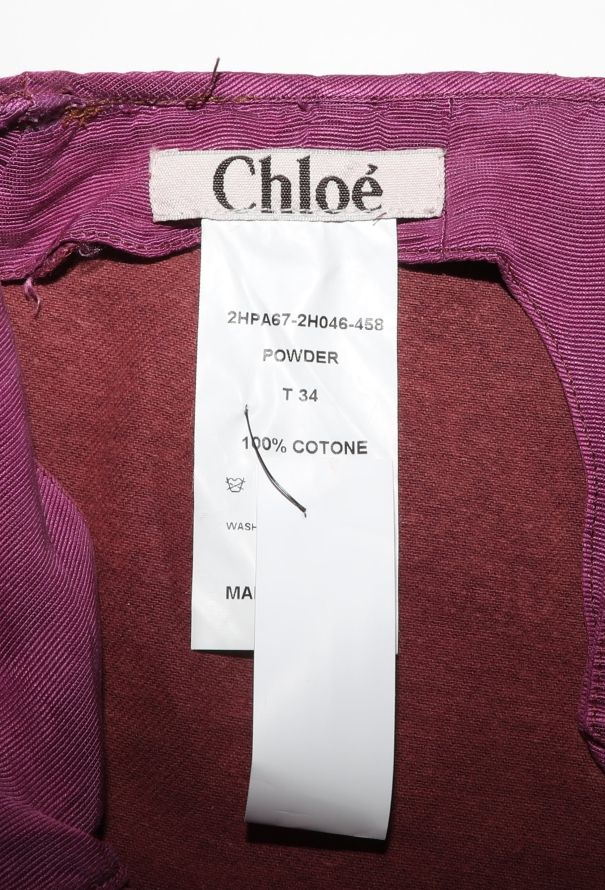 Chloé
2HPA67-2H046-458
POWDER
T 34
100% COTONE
WASH
MA